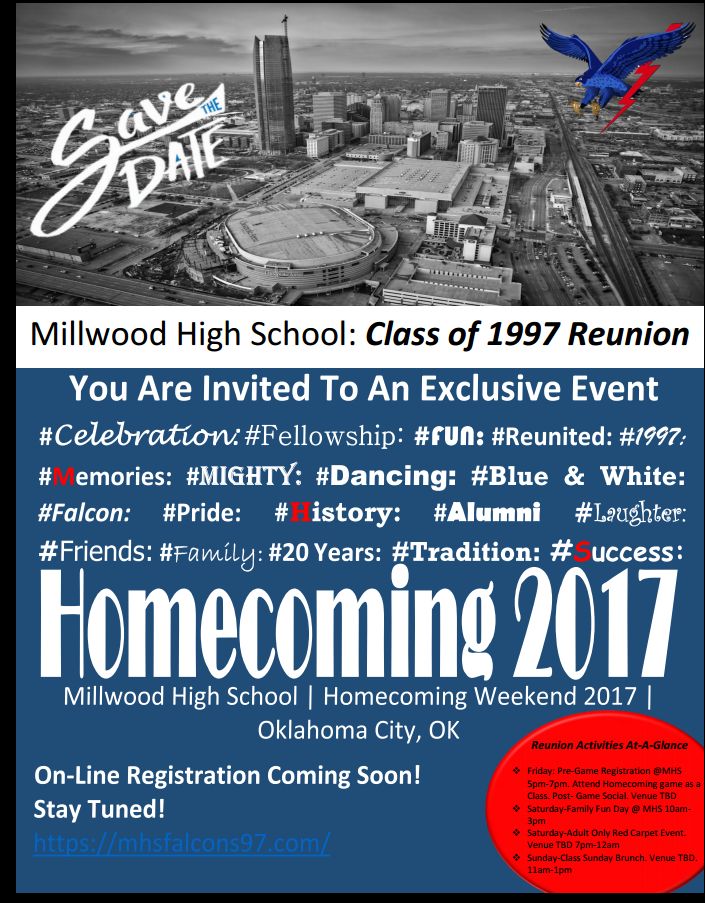 Save THE
DATE
Millwood High School: Class of 1997 Reunion
You Are Invited To An Exclusive Event
#Celebration: #Fellowship: #FUN: #Reunited: #1997:
#Memories: #MIGHTY: #Dancing: #Blue & White:
#Falcon: #Pride: #History: #Alumni #Laughter:
#Friends: #Family: #20 Years: #Tradition: #Success:
Homecoming 2017
Millwood High School | Homecoming Weekend 2017 |
Oklahoma City, OK
On-Line Registration Coming Soon!
Stay Tuned!
https://mhsfalcons97.com/
Reunion Activities At-A-Glance
❖ Friday: Pre-Game Registration @MHS
5pm-7pm. Attend Homecoming game as a
Class. Post- Game Social. Venue TBD
❖ Saturday-Family Fun Day @ MHS 10am-
3pm
❖ Saturday-Adult Only Red Carpet Event.
Venue TBD 7pm-12am
❖ Sunday-Class Sunday Brunch. Venue TBD.
11am-1pm